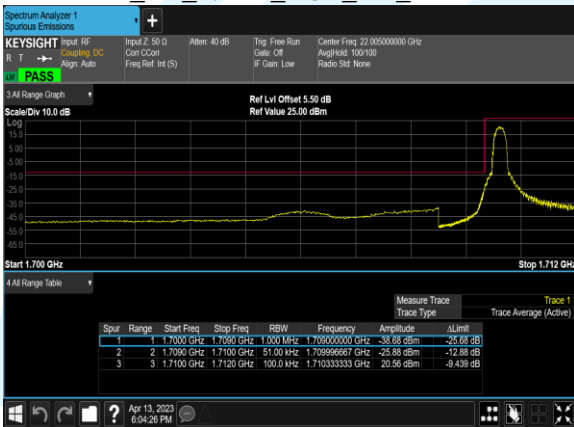 Spectrum Analyzer 1
Spurious Emissions
+
KEYSIGHT Input: RF Input Z: 50 Ω Atten: 40 dB Trig: Free Run Center Freq: 22.005000000 GHz
R T Coupling: DC Corr CCorr Gate: Off Avg|Hold: 100/100
Align: Auto Freq Ref: Int (S) IF Gain: Low Radio Std: None
PASS
3 All Range Graph
Ref Lvl Offset 5.50 dB
Scale/Div 10.0 dB Ref Value 25.00 dBm
Log
15.0
5.00
-5.00
-15.0
-25.0
-35.0
-45.0
-55.0
-65.0
Start 1.700 GHz Stop 1.712 GHz
4 All Range Table
Measure Trace Trace 1
Trace Type Trace Average (Active)
Spur Range Start Freq Stop Freq RBW Frequency Amplitude ΔLimit
1 1 1.7000 GHz 1.7090 GHz 1.000 MHz 1.709000000 GHz -38.68 dBm -25.68 dB
2 2 1.7090 GHz 1.7100 GHz 51.00 kHz 1.709996667 GHz -25.88 dBm -12.88 dB
3 3 1.7100 GHz 1.7120 GHz 100.0 kHz 1.710333333 GHz 20.56 dBm -9.439 dB
? Apr 13, 2023
6:04:26 PM